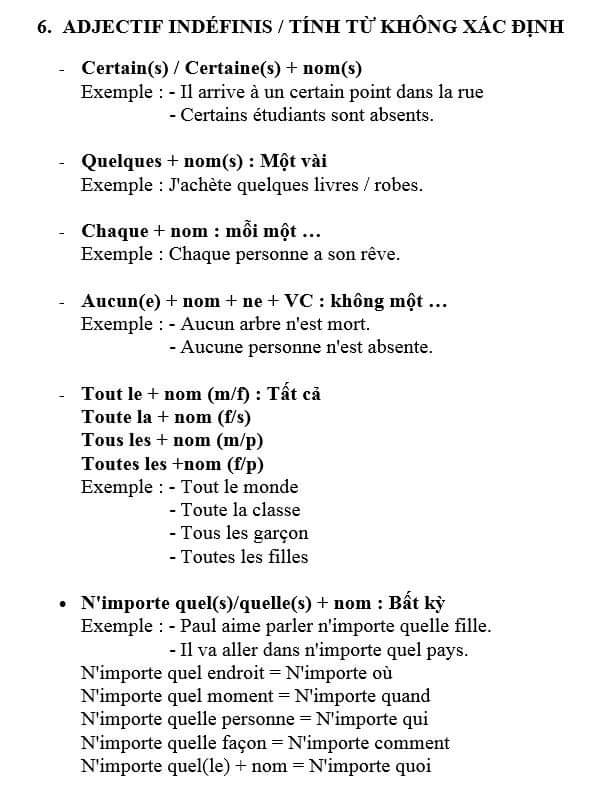 6. ADJECTIF INDÉFINIS / TÍNH TỪ KHÔNG XÁC ĐỊNH
- Certain(s) / Certaine(s) + nom(s)
Exemple : - Il arrive à un certain point dans la rue
- Certains étudiants sont absents.
- Quelques + nom(s) : Một vài
Exemple : J'achète quelques livres / robes.
- Chaque + nom : mỗi một …
Exemple : Chaque personne a son rêve.
- Aucun(e) + nom + ne + VC : không một …
Exemple : - Aucun arbre n'est mort.
- Aucune personne n'est absente.
- Tout le + nom (m/f) : Tất cả
Toute la + nom (f/s)
Tous les + nom (m/p)
Toutes les +nom (f/p)
Exemple : - Tout le monde
- Toute la classe
- Tous les garçon
- Toutes les filles
• N'importe quel(s)/quelle(s) + nom : Bất kỳ
Exemple : - Paul aime parler n'importe quelle fille.
- Il va aller dans n'importe quel pays.
N'importe quel endroit = N'importe où
N'importe quel moment = N'importe quand
N'importe quelle personne = N'importe qui
N'importe quelle façon = N'importe comment
N'importe quel(le) + nom = N'importe quoi